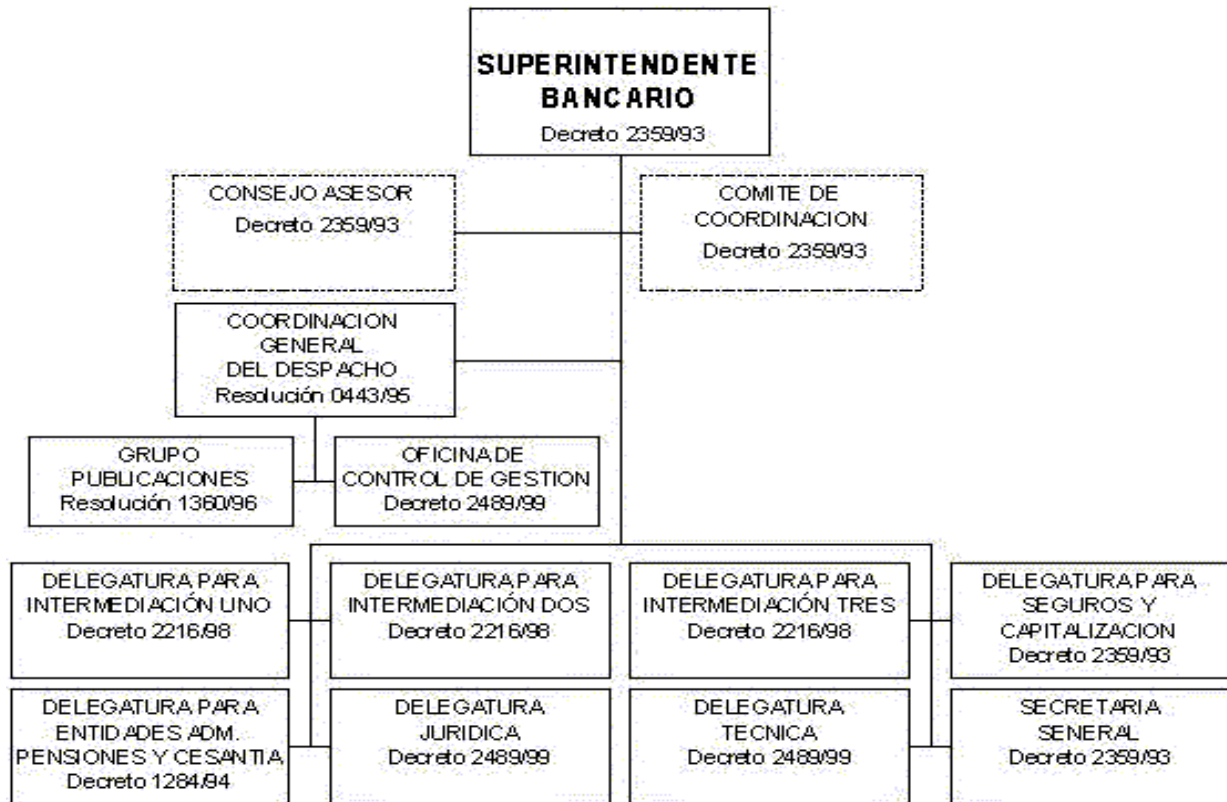 SUPERINTENDENTE
BANCARIO
Decreto 2359/93
CONSEJO ASESOR
Decreto 2359/93
COMITE DE
COORDINACION
Decreto 2359/93
COORDINACION
GENERAL
DEL DESPACHO
Resolución 0443/95
GRUPO
PUBLICACIONES
Resolución 1360/96
OFICINA DE
CONTROL DE GESTION
Decreto 2489/99
DELEGATURA PARA
INTERMEDIACIÓN UNO
Decreto 2216/98
DELEGATURA PARA
INTERMEDIACIÓN DOS
Decreto 2216/98
DELEGATURA PARA
INTERMEDIACIÓN TRES
Decreto 2216/98
DELEGATURA PARA
SEGUROS Y
CAPITALIZACION
Decreto 2359/93
DELEGATURA PARA
ENTIDADES ADM.
PENSIONES Y CESANTIA
Decreto 1284/94
DELEGATURA
JURIDICA
Decreto 2489/99
DELEGATURA
TECNICA
Decreto 2489/99
SECRETARIA
SENERAL
Decreto 2359/93